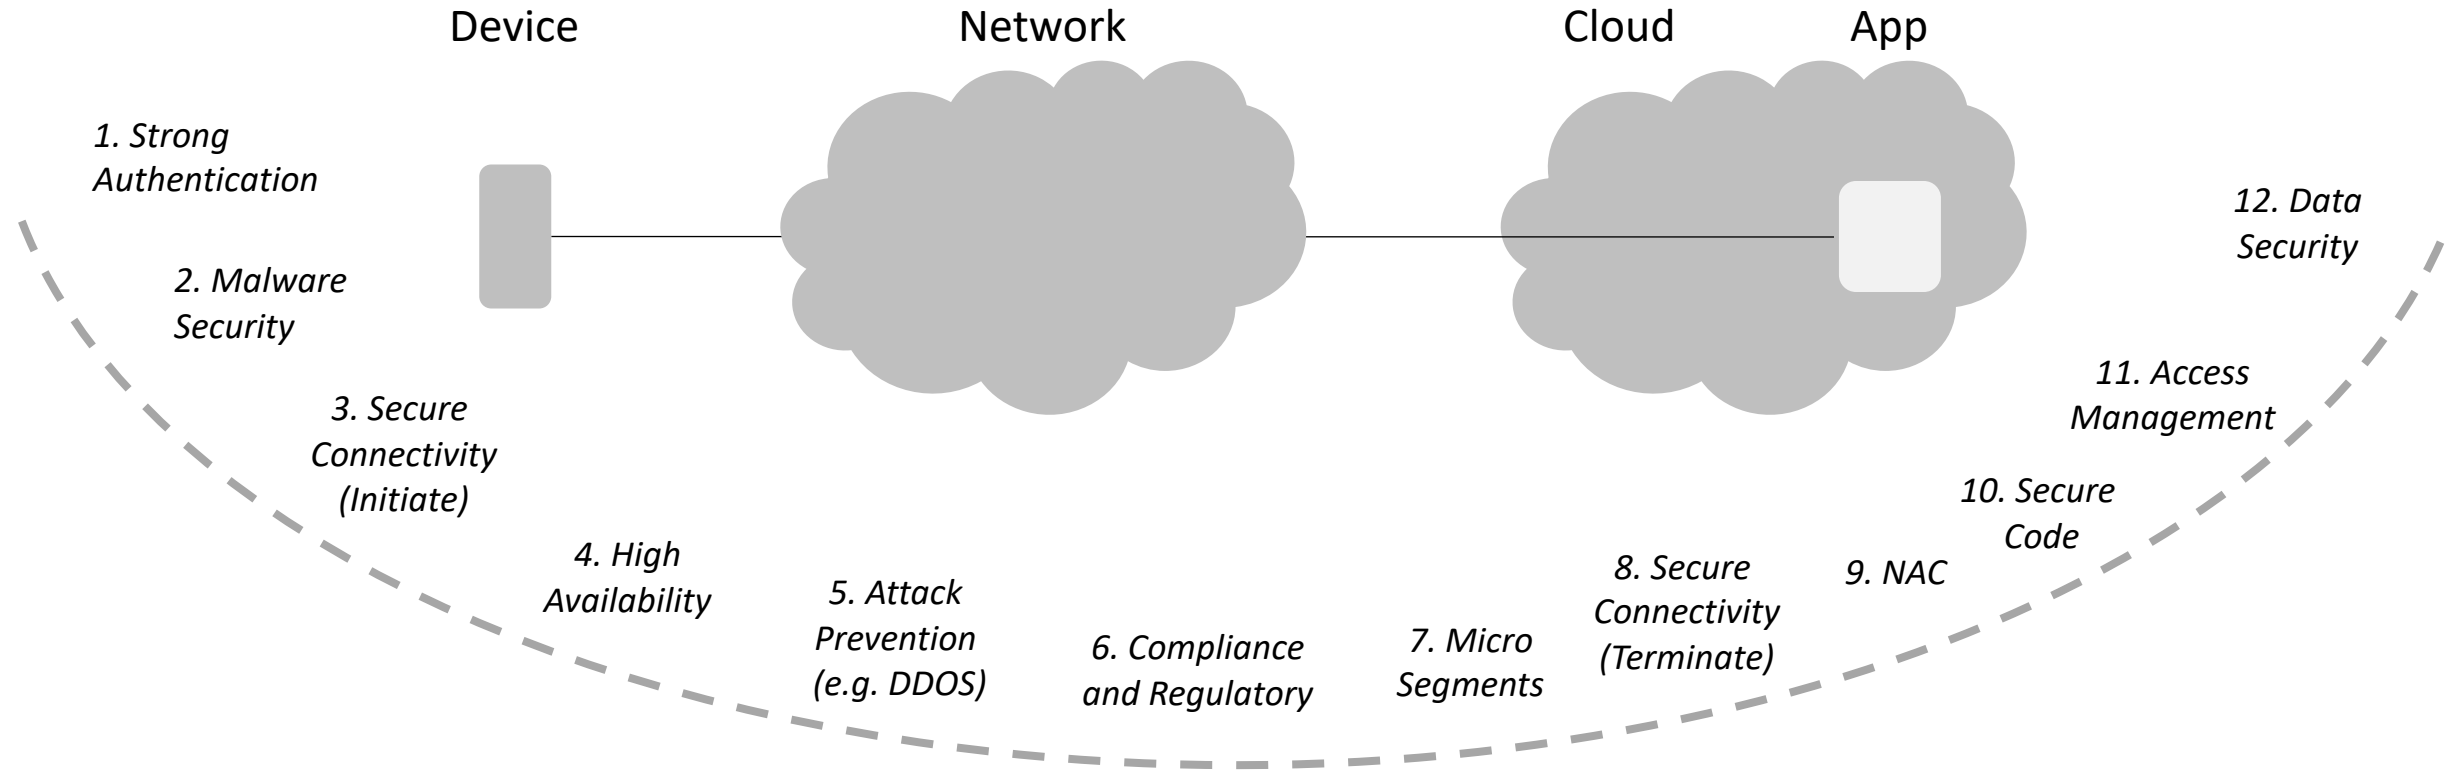 Device
Network
Cloud
App
1. Strong
Authentication
2. Malware
Security
3. Secure
Connectivity
(Initiate)
4. High
Availability
5. Attack
Prevention
(e.g. DDOS)
6. Compliance
and Regulatory
7. Micro
Segments
8. Secure
Connectivity
(Terminate)
9. NAC
10. Secure
Code
11. Access
Management
12. Data
Security